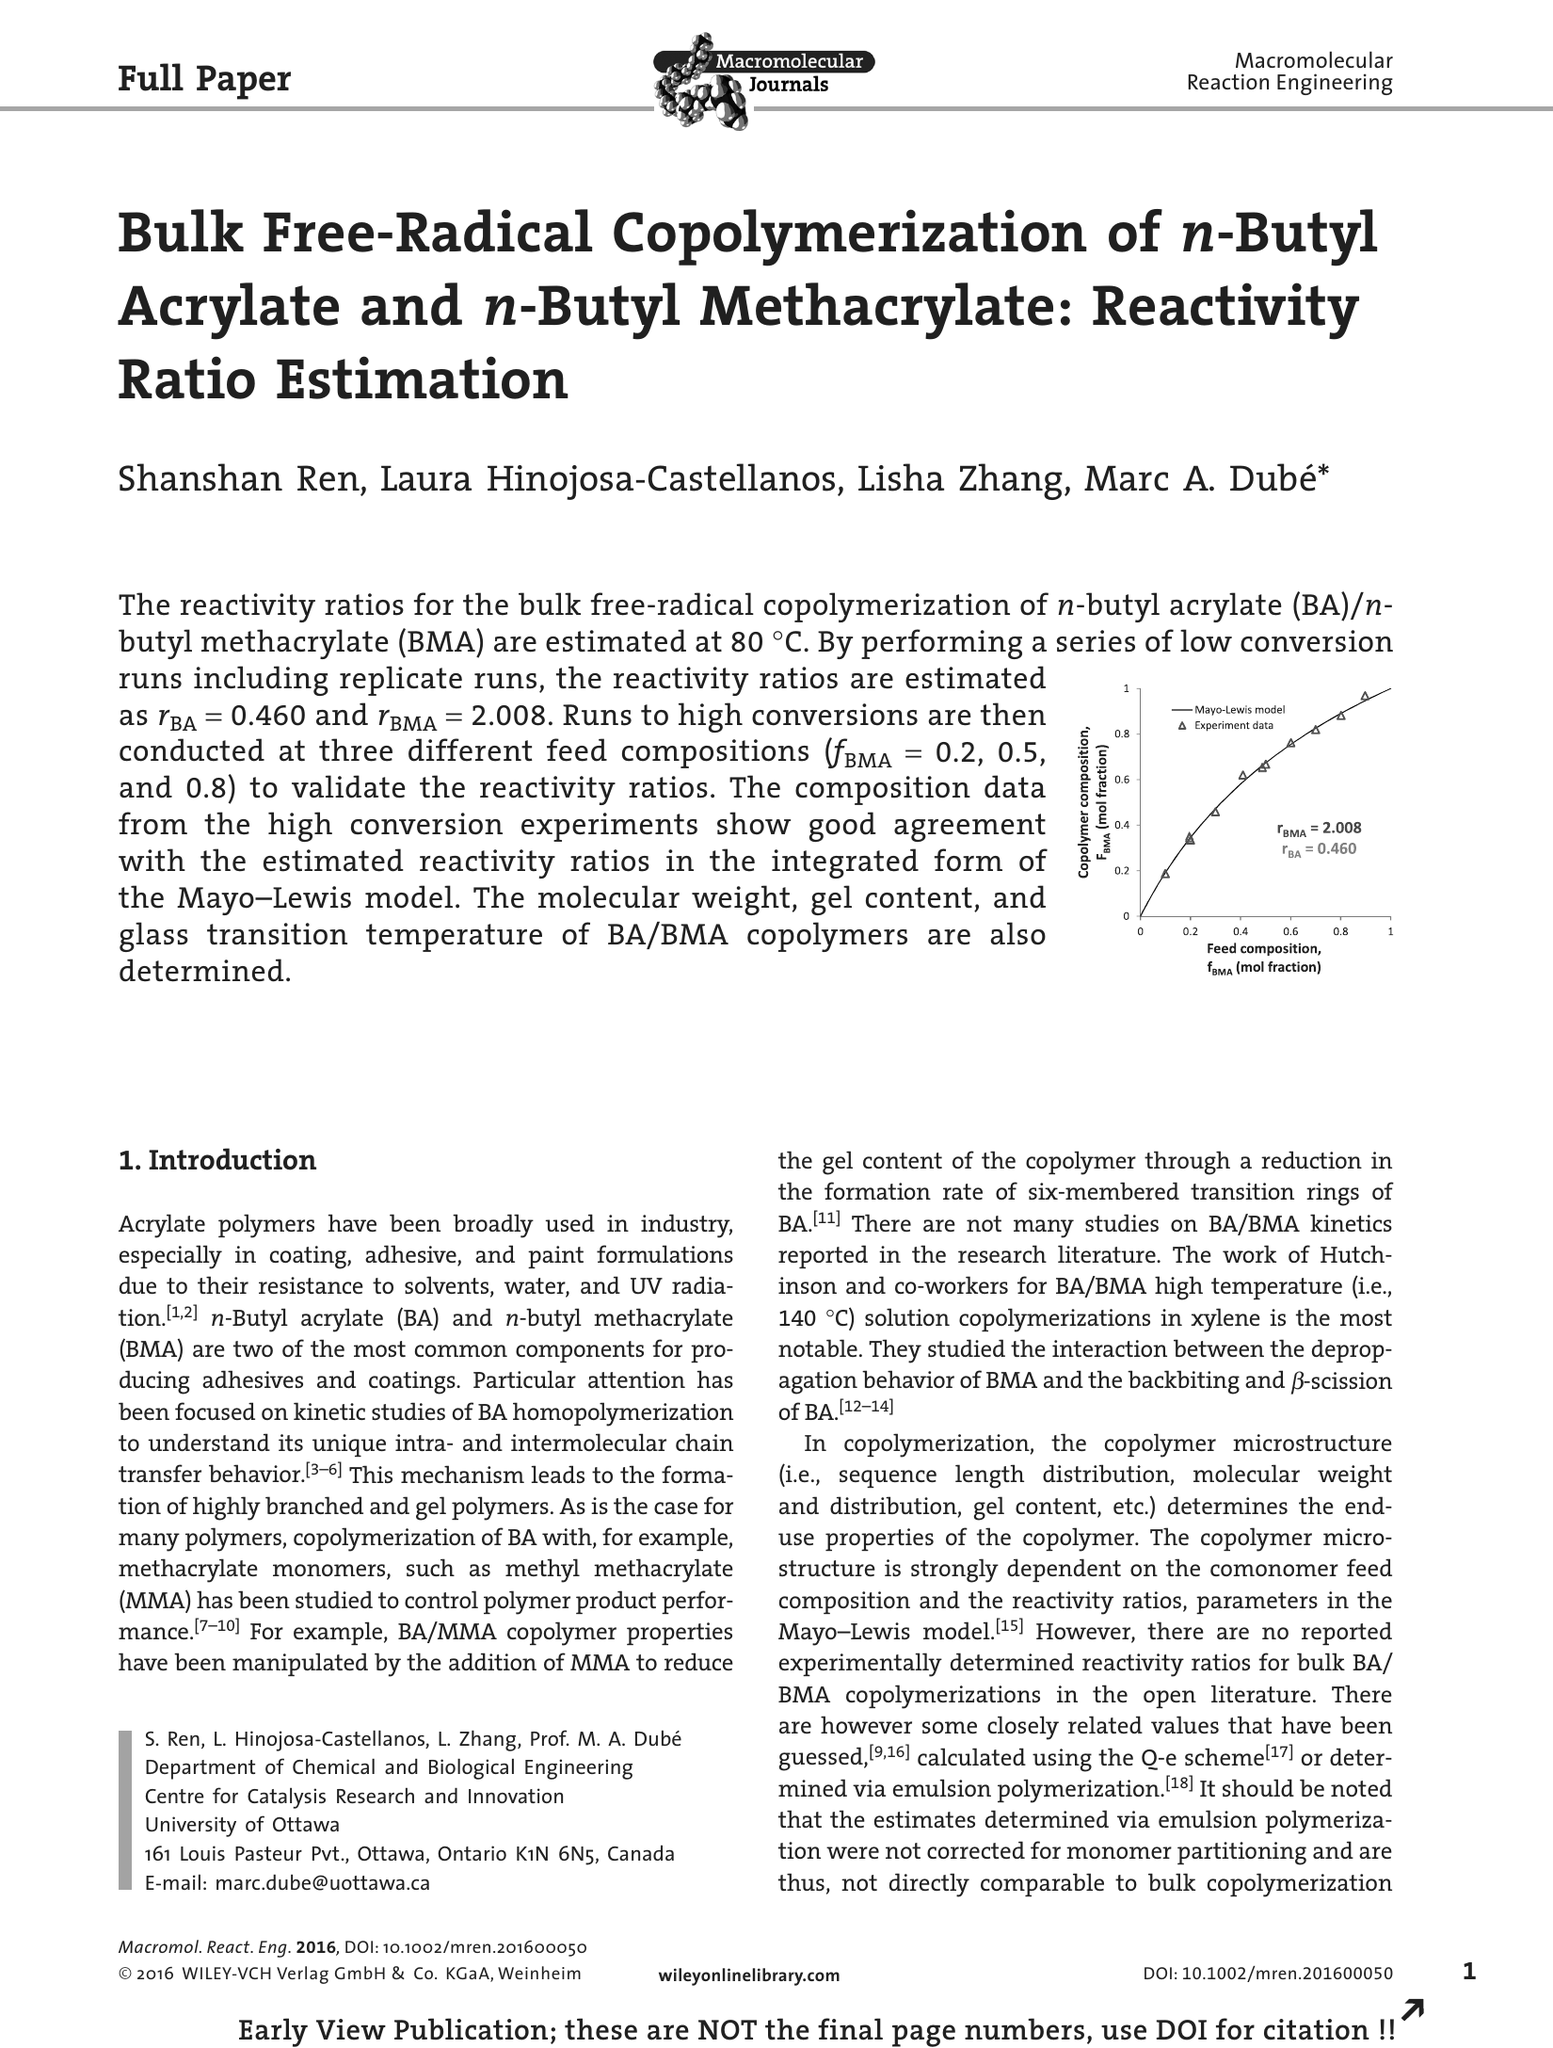 Full Paper
Macromolecular
Journals
Macromolecular
Reaction Engineering
Bulk Free-Radical Copolymerization of n-Butyl
Acrylate and n-Butyl Methacrylate: Reactivity
Ratio Estimation
Shanshan Ren, Laura Hinojosa-Castellanos, Lisha Zhang, Marc A. Dubé*
The reactivity ratios for the bulk free-radical copolymerization of n-butyl acrylate (BA)/n-
butyl methacrylate (BMA) are estimated at 80 °C. By performing a series of low conversion
runs including replicate runs, the reactivity ratios are estimated
as rBA = 0.460 and rBMA = 2.008. Runs to high conversions are then
conducted at three different feed compositions (fBMA = 0.2, 0.5,
and 0.8) to validate the reactivity ratios. The composition data
from the high conversion experiments show good agreement
with the estimated reactivity ratios in the integrated form of
the Mayo–Lewis model. The molecular weight, gel content, and
glass transition temperature of BA/BMA copolymers are also
determined.
Copolymer composition,
FBMA (mol fraction)
1
0.8
0.6
0.4
0.2
0
Mayo-Lewis model
Experiment data
rBMA = 2.008
rBA = 0.460
0 0.2 0.4 0.6 0.8 1
Feed composition,
fBMA (mol fraction)
1. Introduction
Acrylate polymers have been broadly used in industry,
especially in coating, adhesive, and paint formulations
due to their resistance to solvents, water, and UV radia-
tion.[1,2] n-Butyl acrylate (BA) and n-butyl methacrylate
(BMA) are two of the most common components for pro-
ducing adhesives and coatings. Particular attention has
been focused on kinetic studies of BA homopolymerization
to understand its unique intra- and intermolecular chain
transfer behavior.[3–6] This mechanism leads to the forma-
tion of highly branched and gel polymers. As is the case for
many polymers, copolymerization of BA with, for example,
methacrylate monomers, such as methyl methacrylate
(MMA) has been studied to control polymer product perfor-
mance.[7–10] For example, BA/MMA copolymer properties
have been manipulated by the addition of MMA to reduce
S. Ren, L. Hinojosa-Castellanos, L. Zhang, Prof. M. A. Dubé
Department of Chemical and Biological Engineering
Centre for Catalysis Research and Innovation
University of Ottawa
161 Louis Pasteur Pvt., Ottawa, Ontario K1N 6N5, Canada
E-mail: marc.dube@uottawa.ca
the gel content of the copolymer through a reduction in
the formation rate of six-membered transition rings of
BA.[11] There are not many studies on BA/BMA kinetics
reported in the research literature. The work of Hutch-
inson and co-workers for BA/BMA high temperature (i.e.,
140 °C) solution copolymerizations in xylene is the most
notable. They studied the interaction between the deprop-
agation behavior of BMA and the backbiting and β-scission
of BA.[12–14]
In copolymerization, the copolymer microstructure
(i.e., sequence length distribution, molecular weight
and distribution, gel content, etc.) determines the end-
use properties of the copolymer. The copolymer micro-
structure is strongly dependent on the comonomer feed
composition and the reactivity ratios, parameters in the
Mayo–Lewis model.[15] However, there are no reported
experimentally determined reactivity ratios for bulk BA/
BMA copolymerizations in the open literature. There
are however some closely related values that have been
guessed,[9,16] calculated using the Q-e scheme[17] or deter-
mined via emulsion polymerization.[18] It should be noted
that the estimates determined via emulsion polymeriza-
tion were not corrected for monomer partitioning and are
thus, not directly comparable to bulk copolymerization
Macromol. React. Eng. 2016, DOI: 10.1002/mren.201600050
© 2016 WILEY-VCH Verlag GmbH & Co. KGaA, Weinheim
wileyonlinelibrary.com
DOI: 10.1002/mren.201600050
1
Early View Publication; these are NOT the final page numbers, use DOI for citation !!